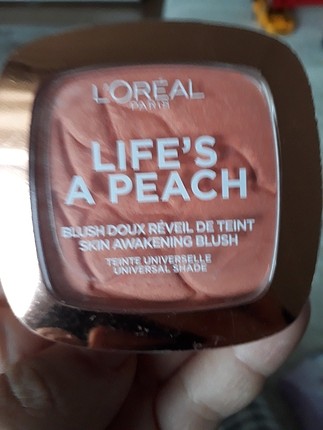 L'ORÉAL
PARIS
LIFE'S
A PEACH
BLUSH DOUX RÉVEIL DE TEINT
SKIN AWAKENING BLUSH
TEINTE UNIVERSELLE
UNIVERSAL SHADE